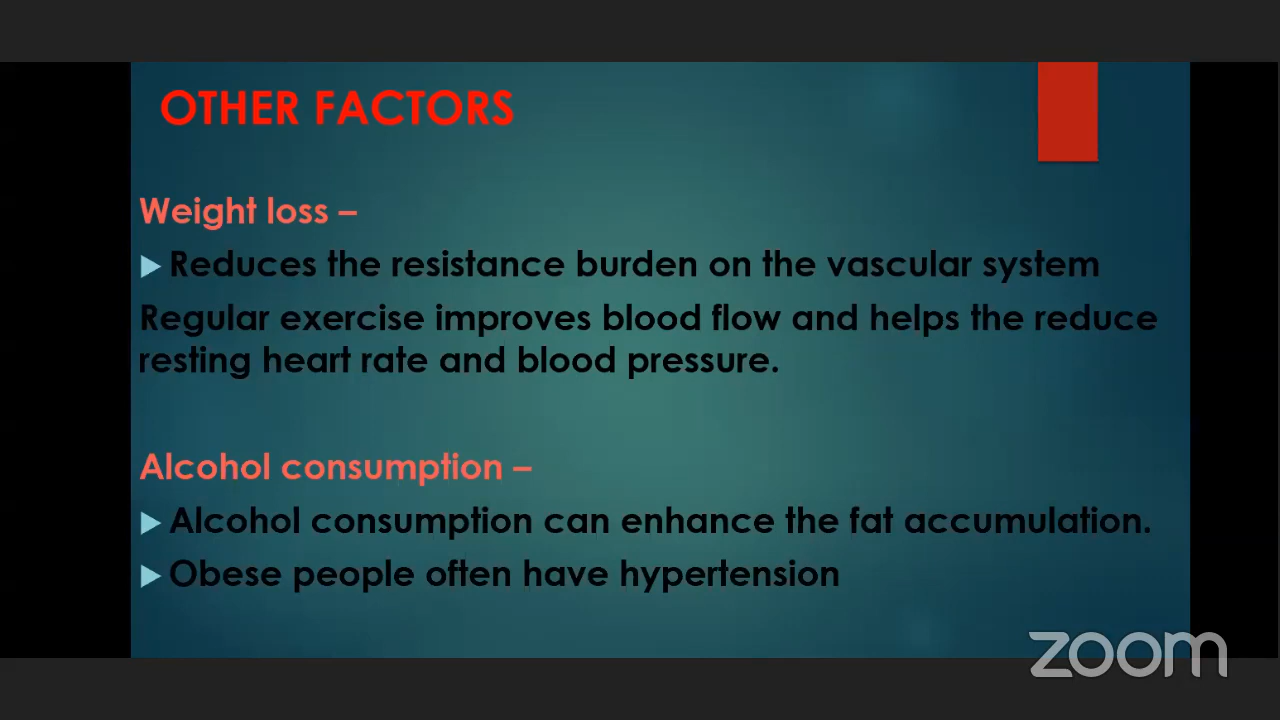 OTHER FACTORS
Weight loss –
Reduces the resistance burden on the vascular system
Regular exercise improves blood flow and helps the reduce
resting heart rate and blood pressure.
Alcohol consumption –
Alcohol consumption can enhance the fat accumulation.
Obese people often have hypertension
zoom